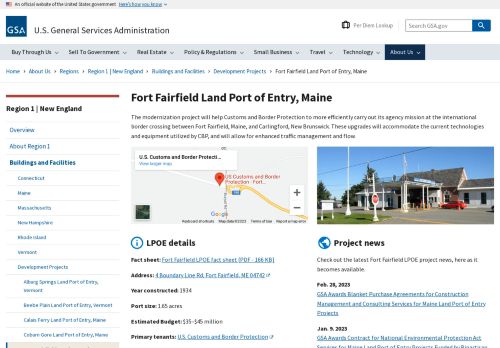 An official website of the United States government Here's how you know
GSA
U.S. General Services Administration
Per Diem Lookup
Search GSA.gov
Buy Through Us
Sell To Government
Real Estate
Policy & Regulations
Small Business
Travel
Technology
About Us
Home > About Us > Regions > Region 1 | New England > Buildings and Facilities > Development Projects > Fort Fairfield Land Port of Entry, Maine
Region 1 | New England
Overview
About Region 1
Buildings and Facilities
Connecticut
Maine
Massachusetts
New Hampshire
Rhode Island
Vermont
Development Projects
Alburg Springs Land Port of Entry, Vermont
Beebe Plain Land Port of Entry, Vermont
Calais Ferry Land Port of Entry, Maine
Coburn Gore Land Port of Entry, Maine
Fort Fairfield Land Port of Entry, Maine
The modernization project will help Customs and Border Protection to more efficiently carry out its agency mission at the international
border crossing between Fort Fairfield, Maine, and Carlingford, New Brunswick. These upgrades will accommodate the current technologies
and equipment utilized by CBP, and will allow for enhanced traffic management and flow.
U.S. Customs and Border Protecti...
View larger map
US Customs and Border
Protection - Fort...
Google
Keyboard shortcuts
Map data ©2023
Terms of Use
Report a map error
LPOE details
Fact sheet: Fort Fairfield LPOE fact sheet [PDF - 166 KB]
Address: 4 Boundary Line Rd, Fort Fairfield, ME 04742
Year constructed: 1934
Port size: 1.65 acres
Estimated Budget: $35–$45 million
Primary tenants: U.S. Customs and Border Protection
Project news
Check out the latest Fort Fairfield LPOE project news, here as it
becomes available.
Feb. 28, 2023
GSA Awards Blanket Purchase Agreements for Construction
Management and Consulting Services for Maine Land Port of Entry
Projects
Jan. 9, 2023
GSA Awards Contract for National Environmental Protection Act
Services for Maine Land Port of Entry Projects Funded by Bipartisan